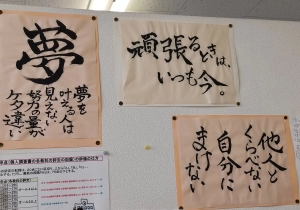 夢
夢を
叶える人は
見えない
努力の量が
ケタ違い
頑張るときは、
いつも今。
他人と
くらべない
自分に
まけない